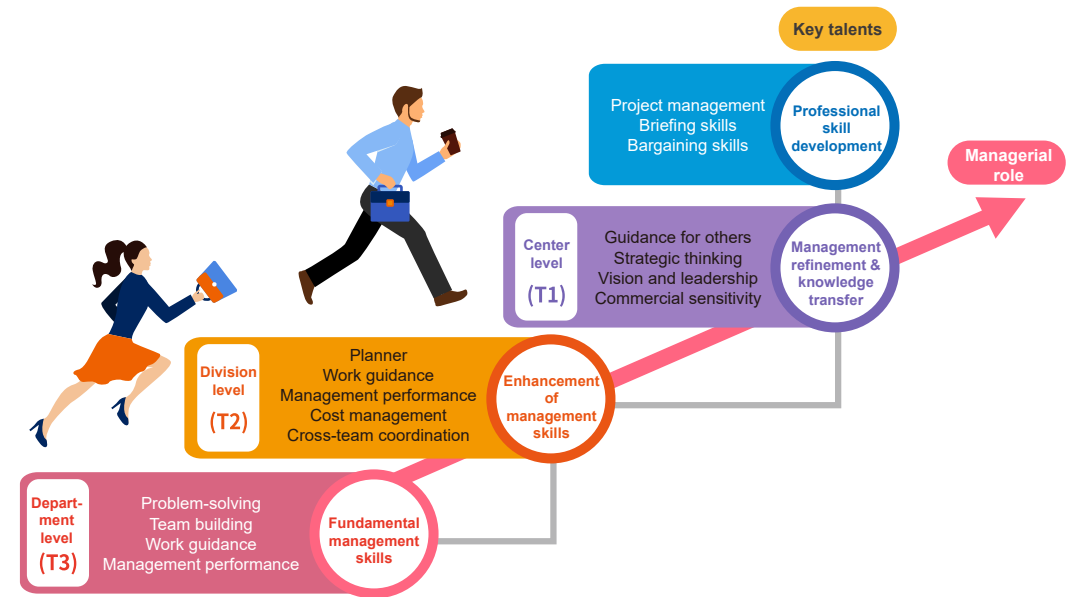 Key talents
Project management
Briefing skills
Bargaining skills
Professional
skill
development
Managerial
role
Center
level
(T1)
Guidance for others
Strategic thinking
Vision and leadership
Commercial sensitivity
Management
refinement &
knowledge
transfer
Division
level
(T2)
Planner
Work guidance
Management performance
Cost management
Cross-team coordination
Enhancement
of
management
skills
Depart-
ment
level
(T3)
Problem-solving
Team building
Work guidance
Management performance
Fundamental
management
skills